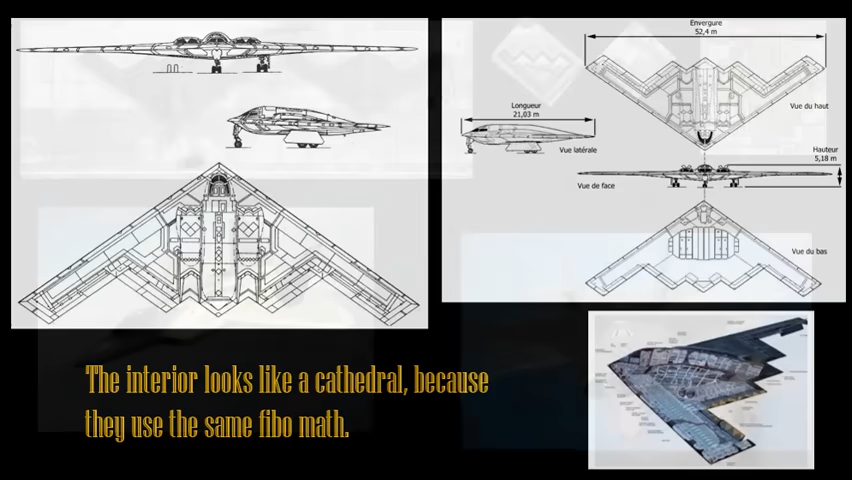 Envergure
52,4 m
Vue du haut
Longueur
21,03 m
Vue latérale
Hauteur
5,18 m
Vue de face
Vue du bas
The interior looks like a cathedral, because
they use the same fibo math.